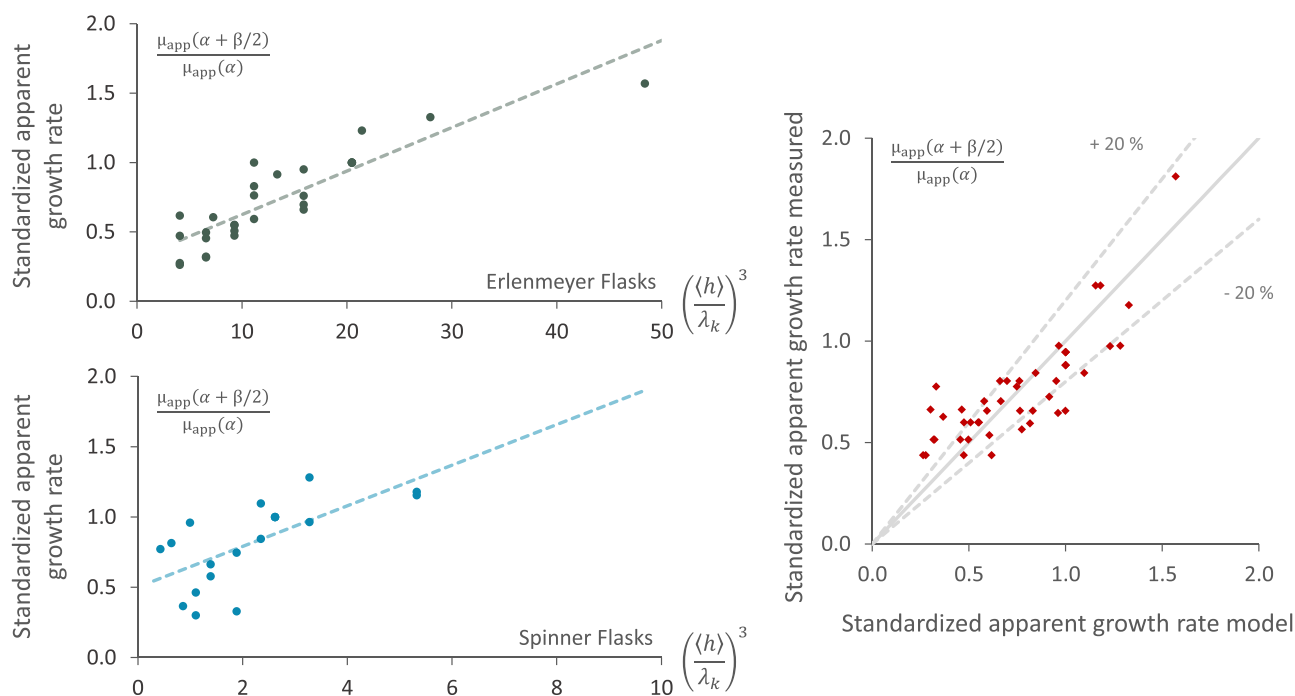 Standardized apparent
growth rate
2.0
1.5
1.0
0.5
0.0
μapp(α + β/2)
μapp(α)
Erlenmeyer Flasks
(⟨h⟩/λk)³
0 10 20 30 40 50
Standardized apparent
growth rate
2.0
1.5
1.0
0.5
0.0
μapp(α + β/2)
μapp(α)
Spinner Flasks
(⟨h⟩/λk)³
0 2 4 6 8 10
Standardized apparent growth rate measured
2.0
1.5
1.0
0.5
0.0
μapp(α + β/2)
μapp(α)
+ 20 %
- 20 %
0.0 0.5 1.0 1.5 2.0
Standardized apparent growth rate model